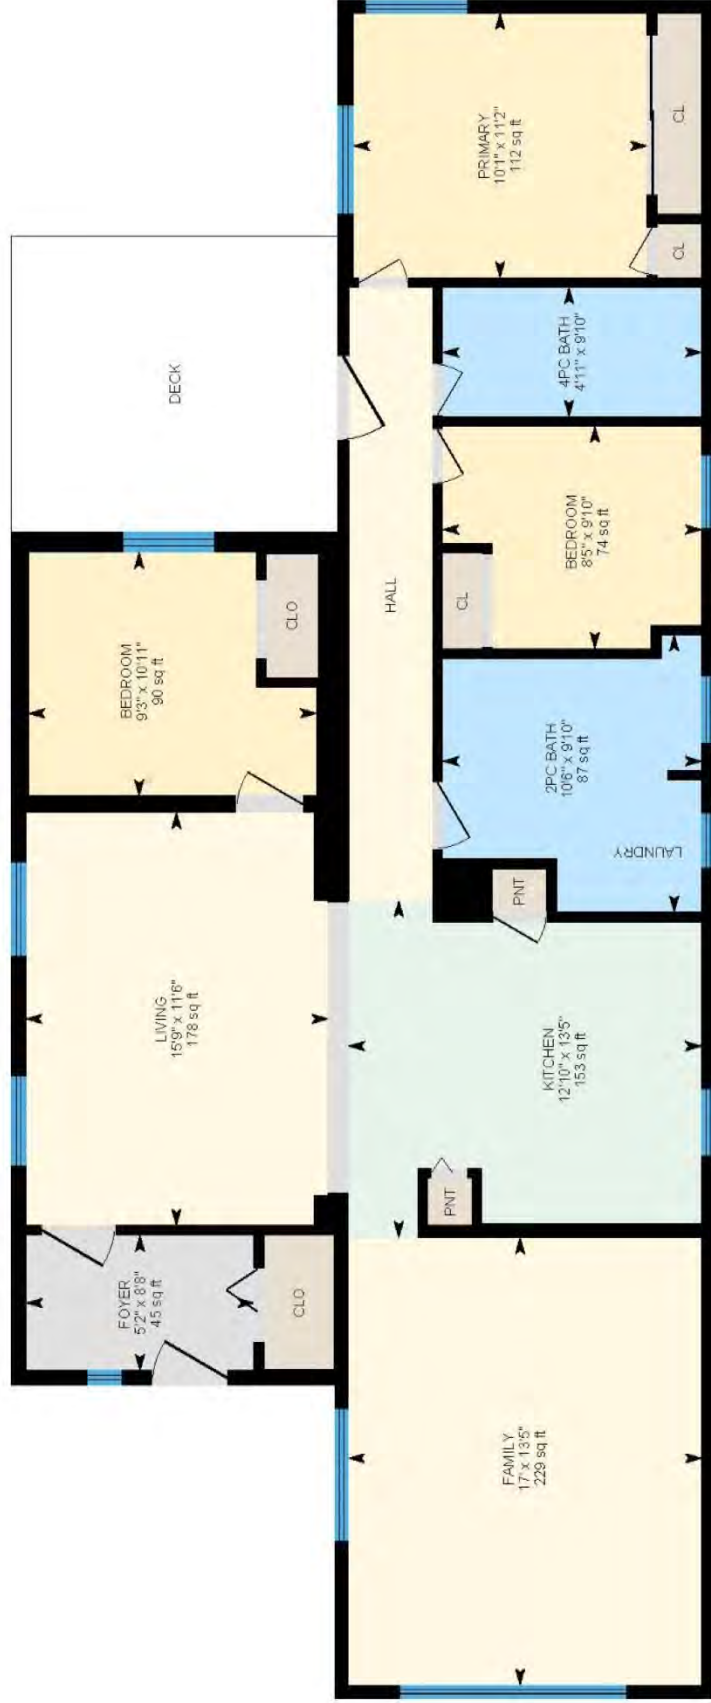 PRIMARY
10'1" x 11'2"
112 sq ft
CL
CL
4PC BATH
4'11" x 9'10"
DECK
BEDROOM
8'5" x 9'10"
74 sq ft
CL
HALL
BEDROOM
9'3" x 10'11"
90 sq ft
CLO
2PC BATH
10'6" x 9'10"
87 sq ft
LAUNDRY
PNT
LIVING
15'9" x 11'6"
178 sq ft
KITCHEN
12'10" x 13'5"
153 sq ft
PNT
FOYER
5'2" x 8'8"
45 sq ft
CLO
FAMILY
17' x 13'5"
229 sq ft